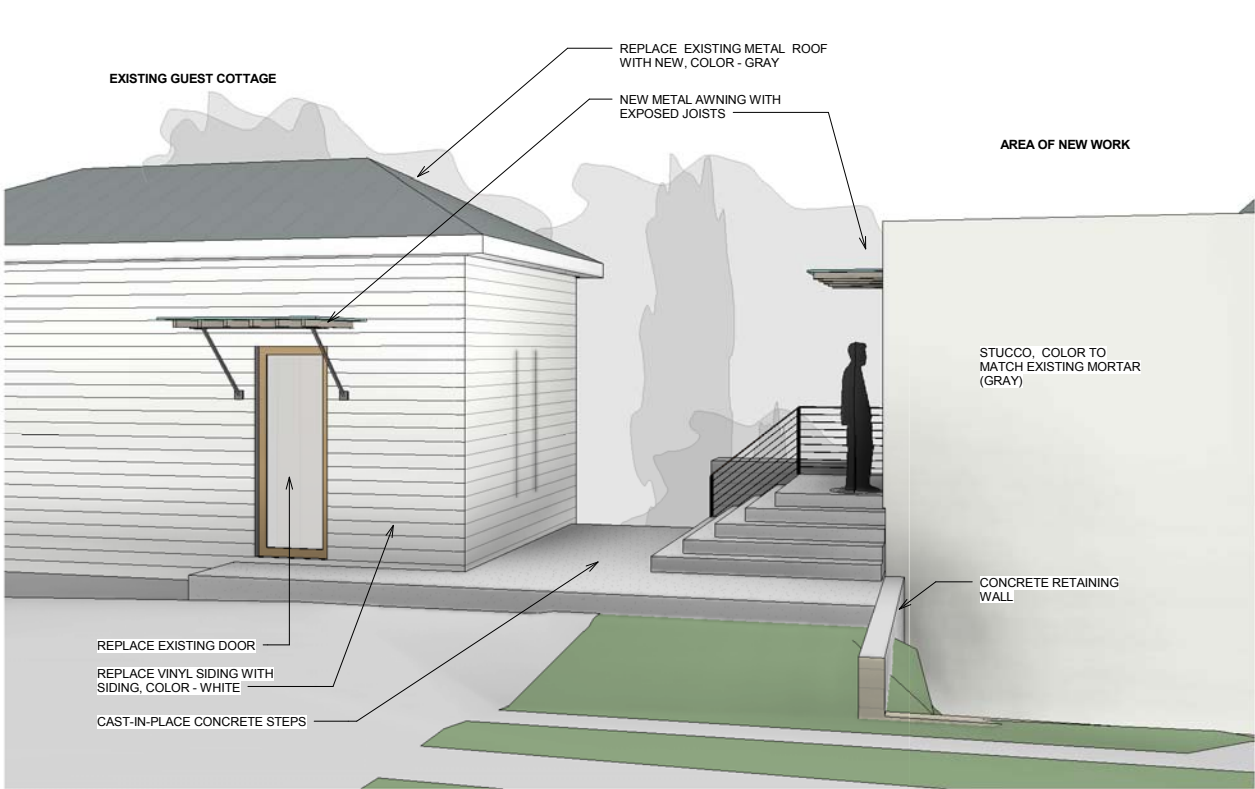 REPLACE EXISTING METAL ROOF
WITH NEW, COLOR - GRAY
EXISTING GUEST COTTAGE
NEW METAL AWNING WITH
EXPOSED JOISTS
AREA OF NEW WORK
STUCCO, COLOR TO
MATCH EXISTING MORTAR
(GRAY)
CONCRETE RETAINING
WALL
REPLACE EXISTING DOOR
REPLACE VINYL SIDING WITH
SIDING, COLOR - WHITE
CAST-IN-PLACE CONCRETE STEPS